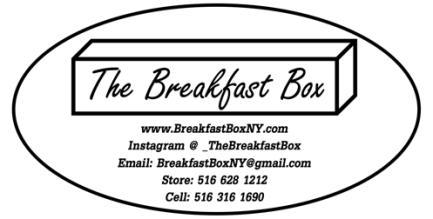 The Breakfast Box
www.BreakfastBoxNY.com
Instagram @ _TheBreakfastBox
Email: BreakfastBoxNY@gmail.com
Store: 516 628 1212
Cell: 516 316 1690